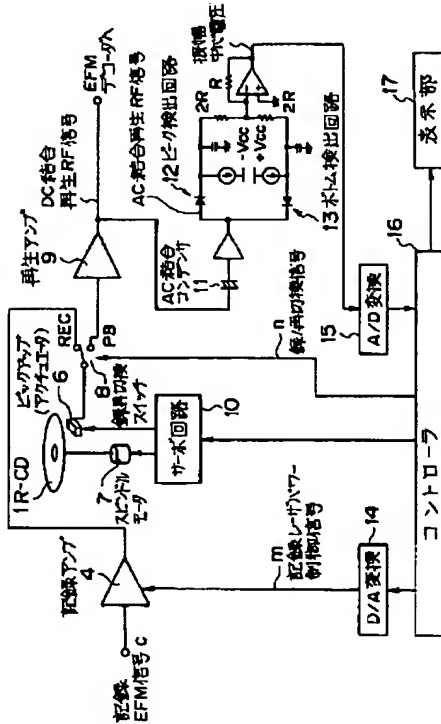 記録
EFM信号 C
記録アンプ
4
1R-CD
ピックアップ
(アクチュエータ)
6
7
スピンドル
モータ
REC
PB
8
録再切換
スイッチ
サーボ回路
10
再生アンプ
9
DC結合
再生RF信号
EFM
デコーダへ
AC結合
コンデンサ
11
AC結合再生RF信号
12 ピーク検出回路
13 ボトム検出回路
-Vcc
+Vcc
2R
R
2R
振幅
中心電圧
m
記録レーザパワー
制御信号
n
録/再切換信号
D/A変換
14
15
A/D変換
コントローラ
16
表示部
17